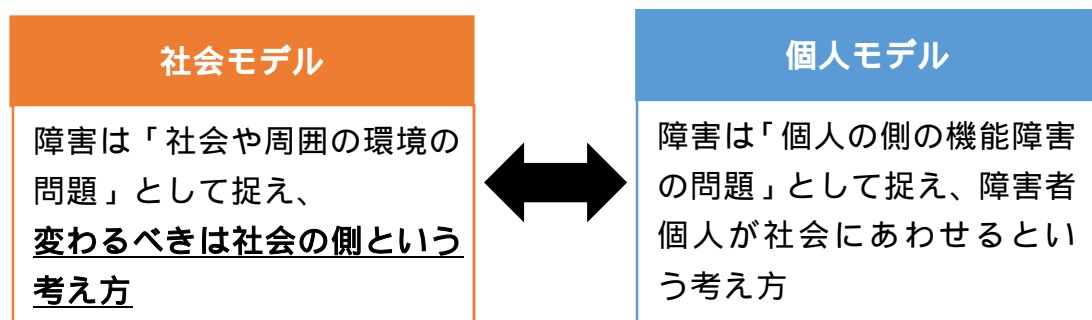 社会モデル
障害は「社会や周囲の環境の
問題」として捉え、
変わるべきは社会の側という
考え方
個人モデル
障害は「個人の側の機能障害
の問題」として捉え、障害者
個人が社会にあわせるとい
う考え方